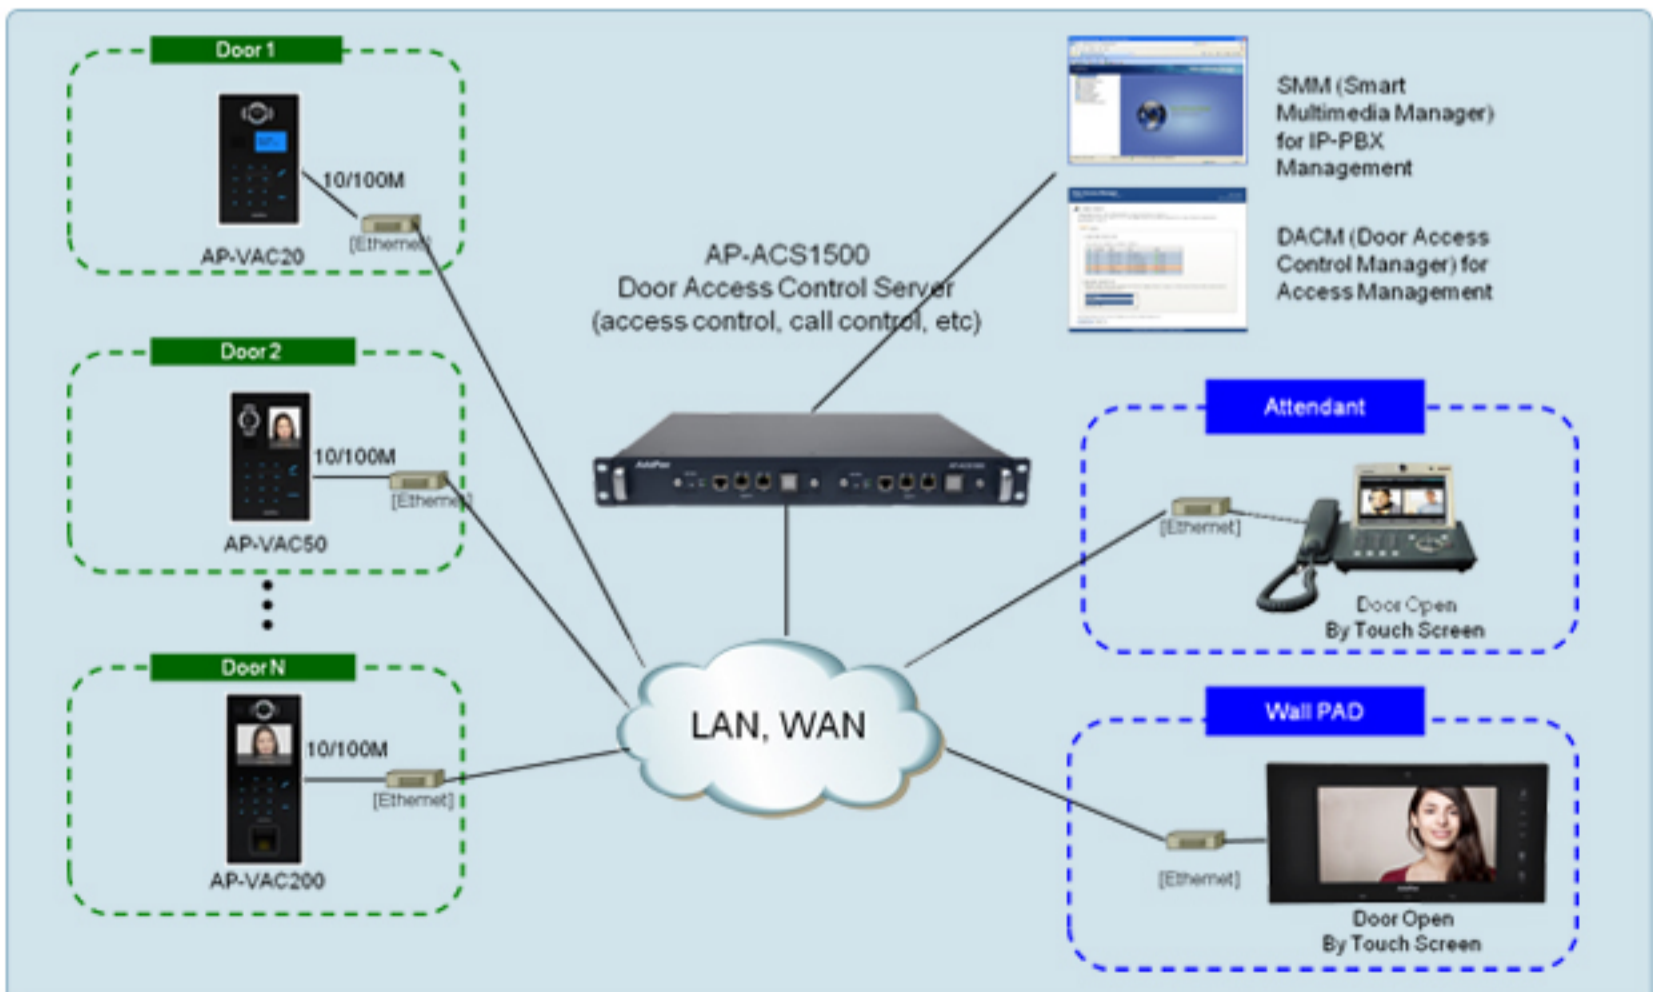 Door 1
10/100M
[Ethernet]
AP-VAC20
Door 2
10/100M
[Ethernet]
AP-VAC50
Door N
10/100M
[Ethernet]
AP-VAC200
AP-ACS1500
Door Access Control Server
(access control, call control, etc)
AddPac
AP-ACS1500
LAN, WAN
SMM (Smart
Multimedia Manager)
for IP-PBX
Management
DACM (Door Access
Control Manager) for
Access Management
Attendant
[Ethernet]
Door Open
By Touch Screen
Wall PAD
[Ethernet]
Door Open
By Touch Screen